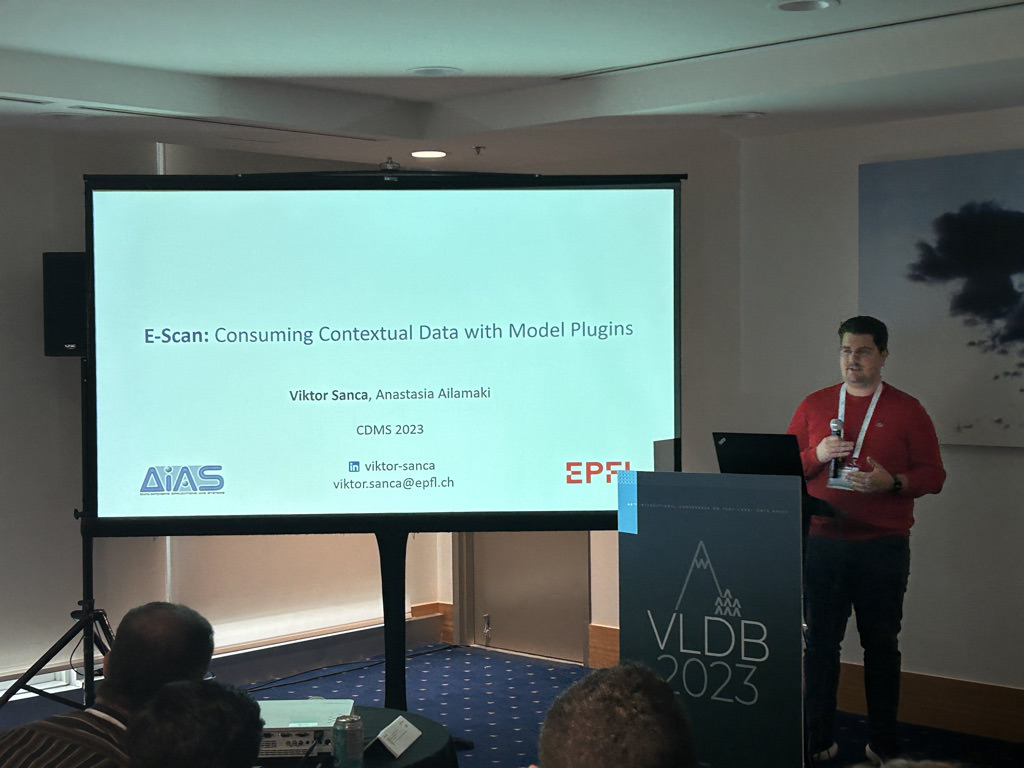 E-Scan: Consuming Contextual Data with Model Plugins
Viktor Sanca, Anastasia Ailamaki
CDMS 2023
viktor-sanca
viktor.sanca@epfl.ch
AiAS
EPFL
VLDB
2023